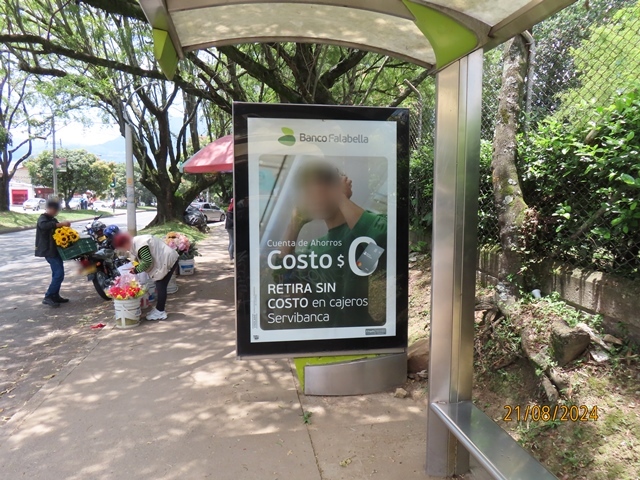 Banco Falabella
Cuenta de Ahorros
Costo $0
RETIRA SIN
COSTO en cajeros
Servibanca
21/08/2024